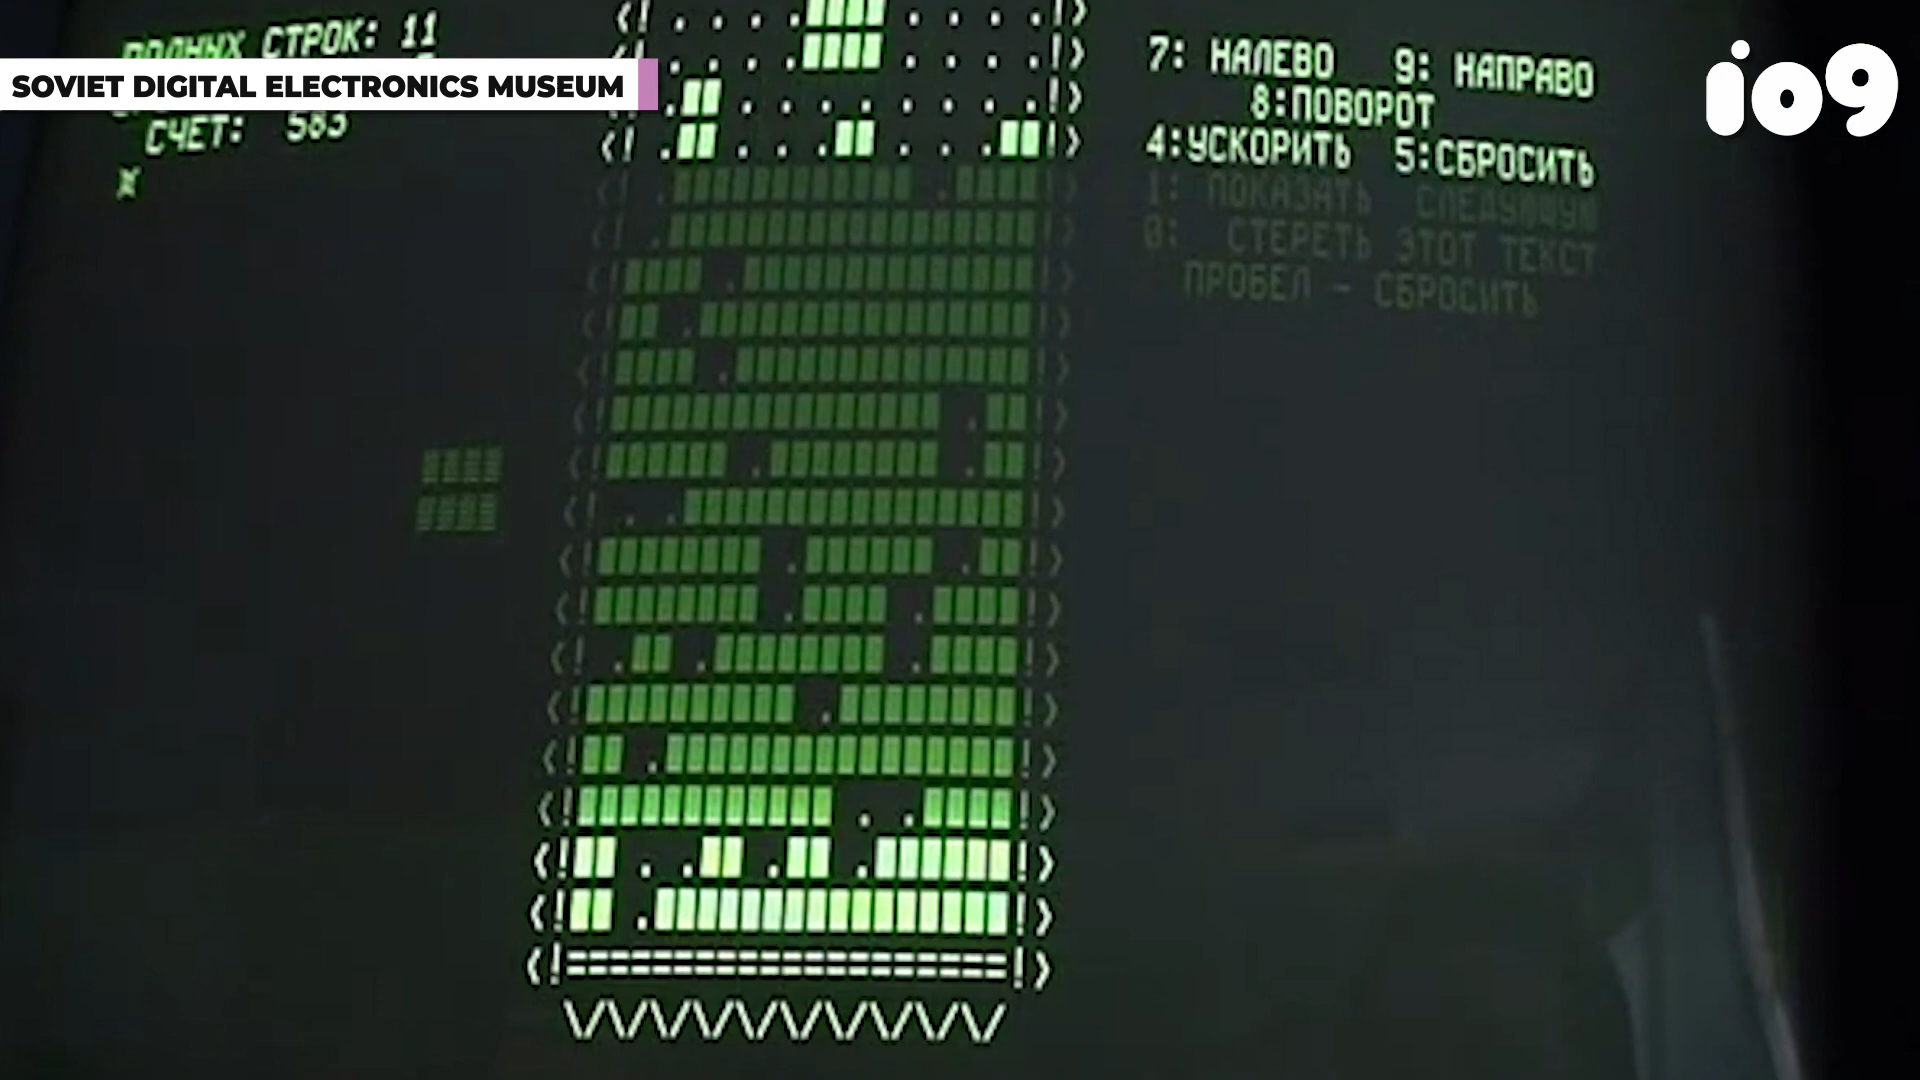 ПОЛНЫХ СТРОК: 11
SOVIET DIGITAL ELECTRONICS MUSEUM
СЧЕТ: 583
7: НАЛЕВО 9: НАПРАВО
8:ПОВОРОТ
4:УСКОРИТЬ 5:СБРОСИТЬ
1: ПОКАЗАТЬ СЛЕДУЮЩУЮ
0: СТЕРЕТЬ ЭТОТ ТЕКСТ
ПРОБЕЛ - СБРОСИТЬ
io9